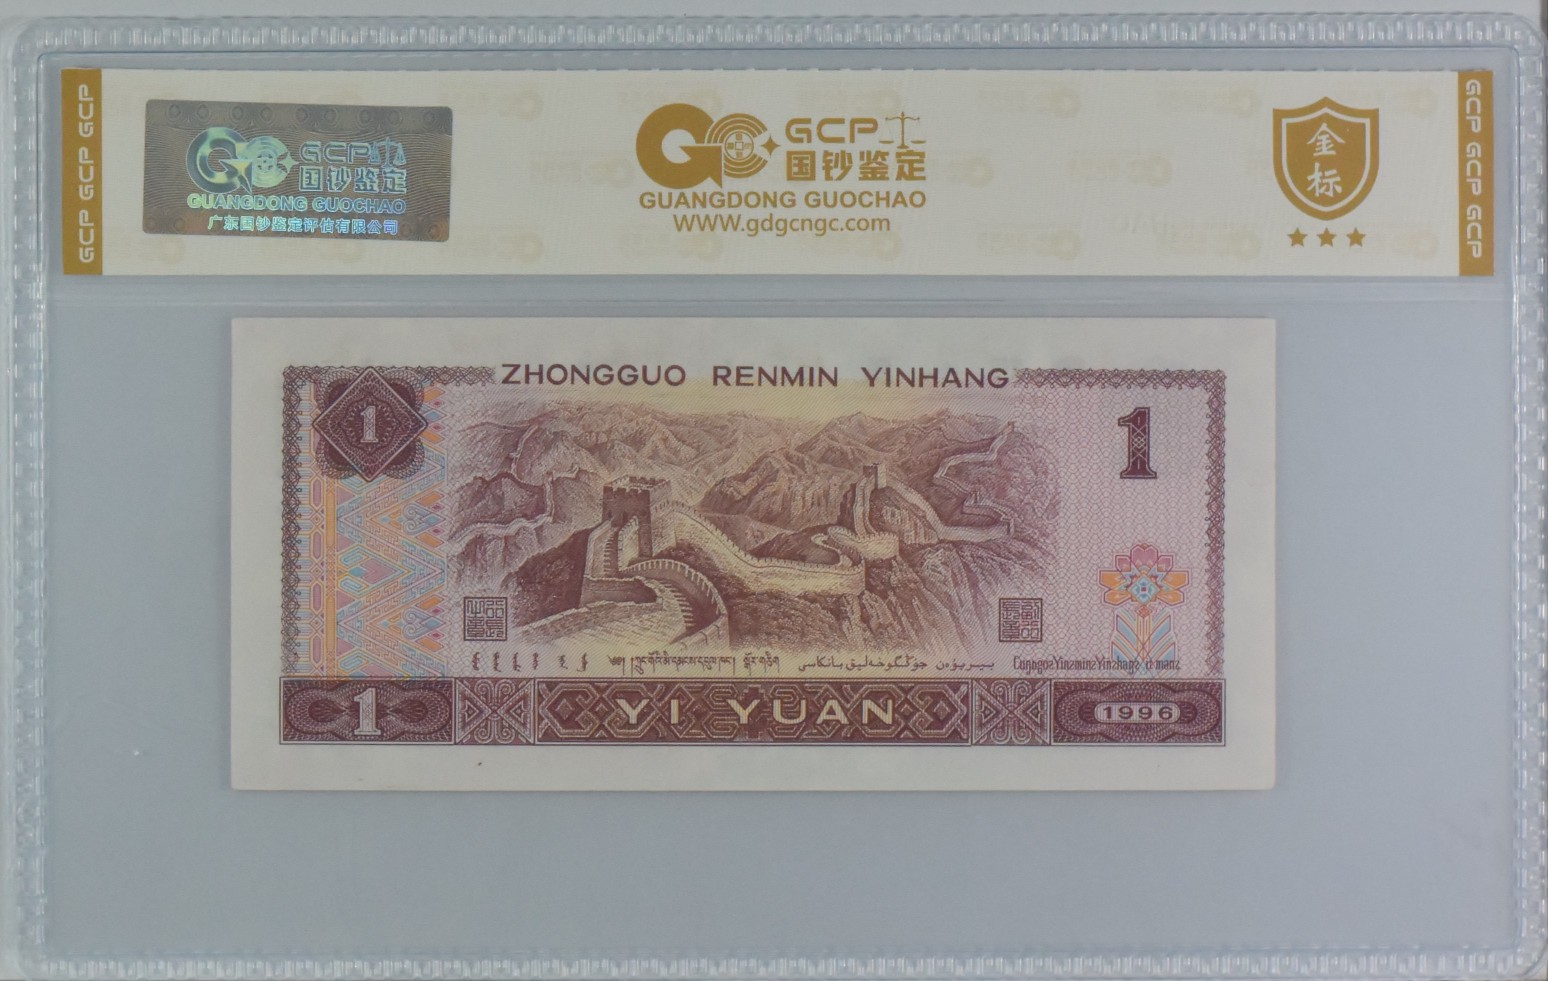 GCP GCP GCP
GCP
国钞鉴定
GUANGDONG GUOCHAO
广东国钞鉴定评估有限公司
GCP
国钞鉴定
GUANGDONG GUOCHAO
WWW.gdgcngc.com
金标
GCP GCP GCP
ZHONGGUO RENMIN YINHANG
1
1
1
YI YUAN
1996